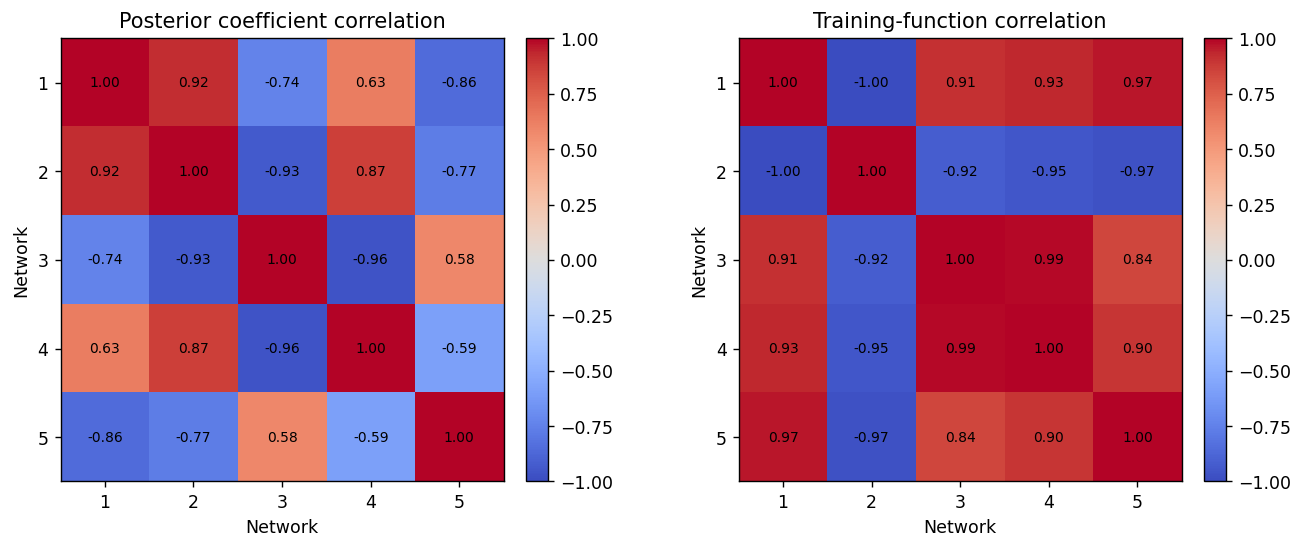 Posterior coefficient correlation
1 1.00 0.92 -0.74 0.63 -0.86
2 0.92 1.00 -0.93 0.87 -0.77
3 -0.74 -0.93 1.00 -0.96 0.58
4 0.63 0.87 -0.96 1.00 -0.59
5 -0.86 -0.77 0.58 -0.59 1.00
1 2 3 4 5
Network
Network
1.00
0.75
0.50
0.25
0.00
−0.25
−0.50
−0.75
−1.00
Training-function correlation
1 1.00 -1.00 0.91 0.93 0.97
2 -1.00 1.00 -0.92 -0.95 -0.97
3 0.91 -0.92 1.00 0.99 0.84
4 0.93 -0.95 0.99 1.00 0.90
5 0.97 -0.97 0.84 0.90 1.00
1 2 3 4 5
Network
Network
1.00
0.75
0.50
0.25
0.00
−0.25
−0.50
−0.75
−1.00